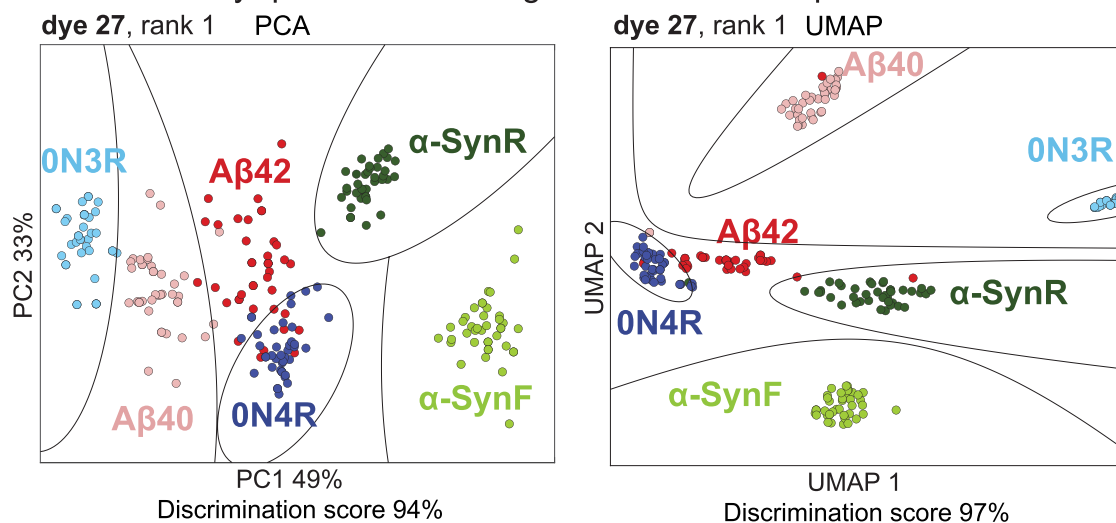 dye 27, rank 1 PCA
0N3R
Aβ42
α-SynR
Aβ40
0N4R
α-SynF
PC2 33%
PC1 49%
Discrimination score 94%
dye 27, rank 1 UMAP
Aβ40
0N3R
Aβ42
α-SynR
0N4R
α-SynF
UMAP 2
UMAP 1
Discrimination score 97%